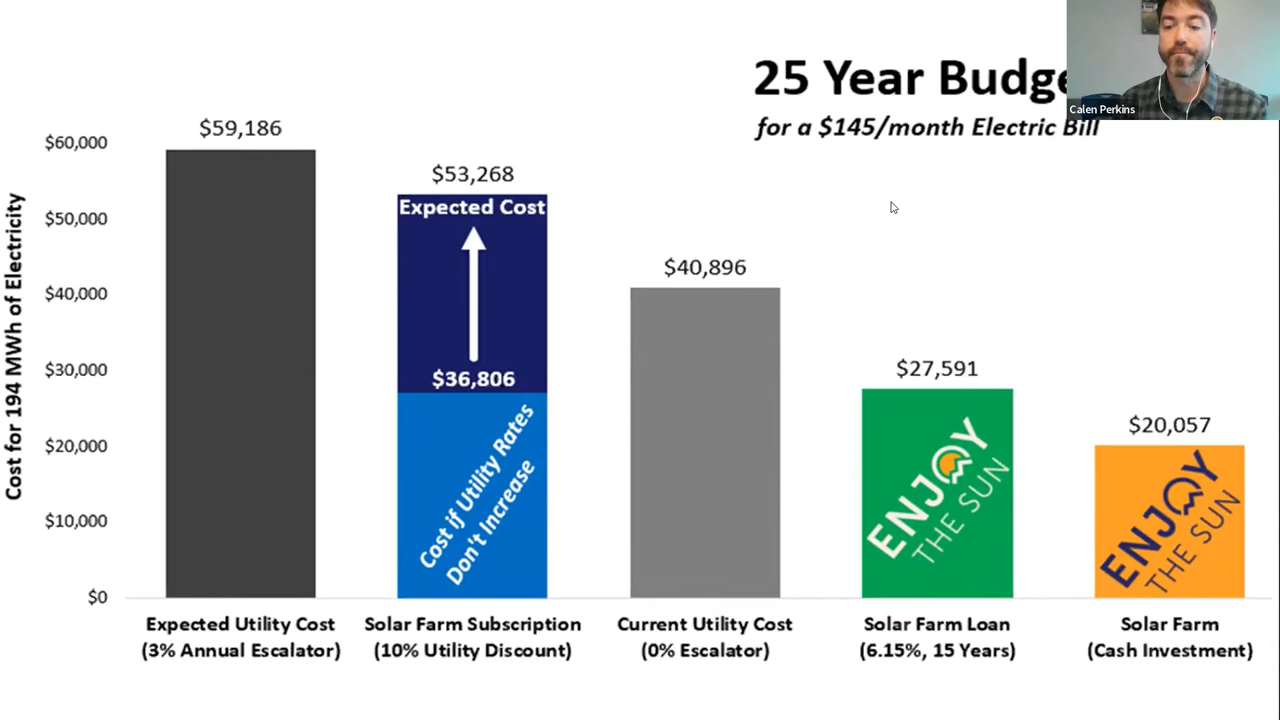 25 Year Budge
for a $145/month Electric Bill
Calen Perkins
Cost for 194 MWh of Electricity
$60,000
$50,000
$40,000
$30,000
$20,000
$10,000
$0
$59,186
$53,268
Expected Cost
$36,806
Cost if Utility Rates
Don't Increase
$40,896
$27,591
ENJOY
THE SUN
$20,057
ENJOY
THE SUN
Expected Utility Cost
(3% Annual Escalator)
Solar Farm Subscription
(10% Utility Discount)
Current Utility Cost
(0% Escalator)
Solar Farm Loan
(6.15%, 15 Years)
Solar Farm
(Cash Investment)